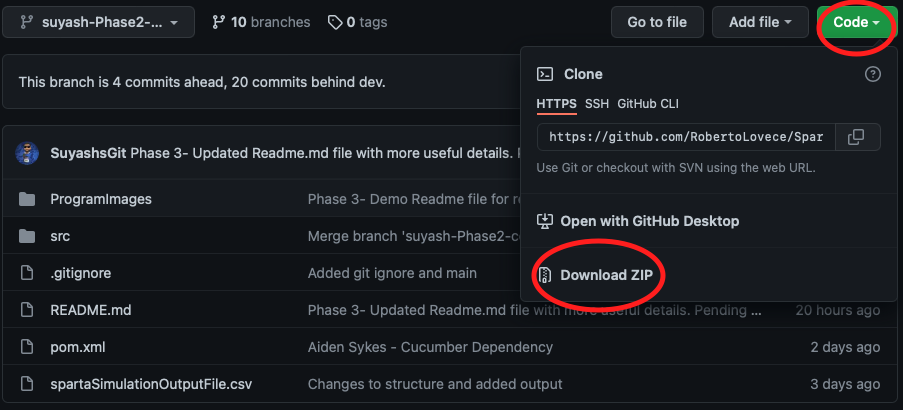 suyash-Phase2-...
10 branches
0 tags
Go to file
Add file
Code
This branch is 4 commits ahead, 20 commits behind dev.
Clone
HTTPS SSH GitHub CLI
https://github.com/RobertoLovece/Spar
Use Git or checkout with SVN using the web URL.
Open with GitHub Desktop
Download ZIP
SuyashsGit Phase 3- Updated Readme.md file with more useful details.
ProgramImages Phase 3- Demo Readme file for
src Merge branch 'suyash-Phase2-
.gitignore Added git ignore and main
README.md Phase 3- Updated Readme.md file with more useful details. Pending ... 20 hours ago
pom.xml Aiden Sykes - Cucumber Dependency 2 days ago
spartaSimulationOutputFile.csv Changes to structure and added output 3 days ago